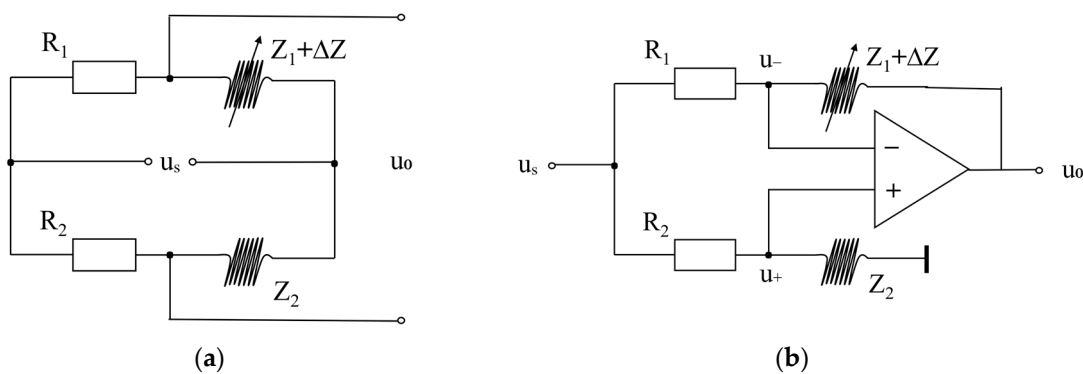 R₁
Z₁+ΔZ
uₛ
u₀
R₂
Z₂
(a)
R₁
u₋
Z₁+ΔZ
−
uₛ
+
u₀
R₂
u₊
Z₂
(b)